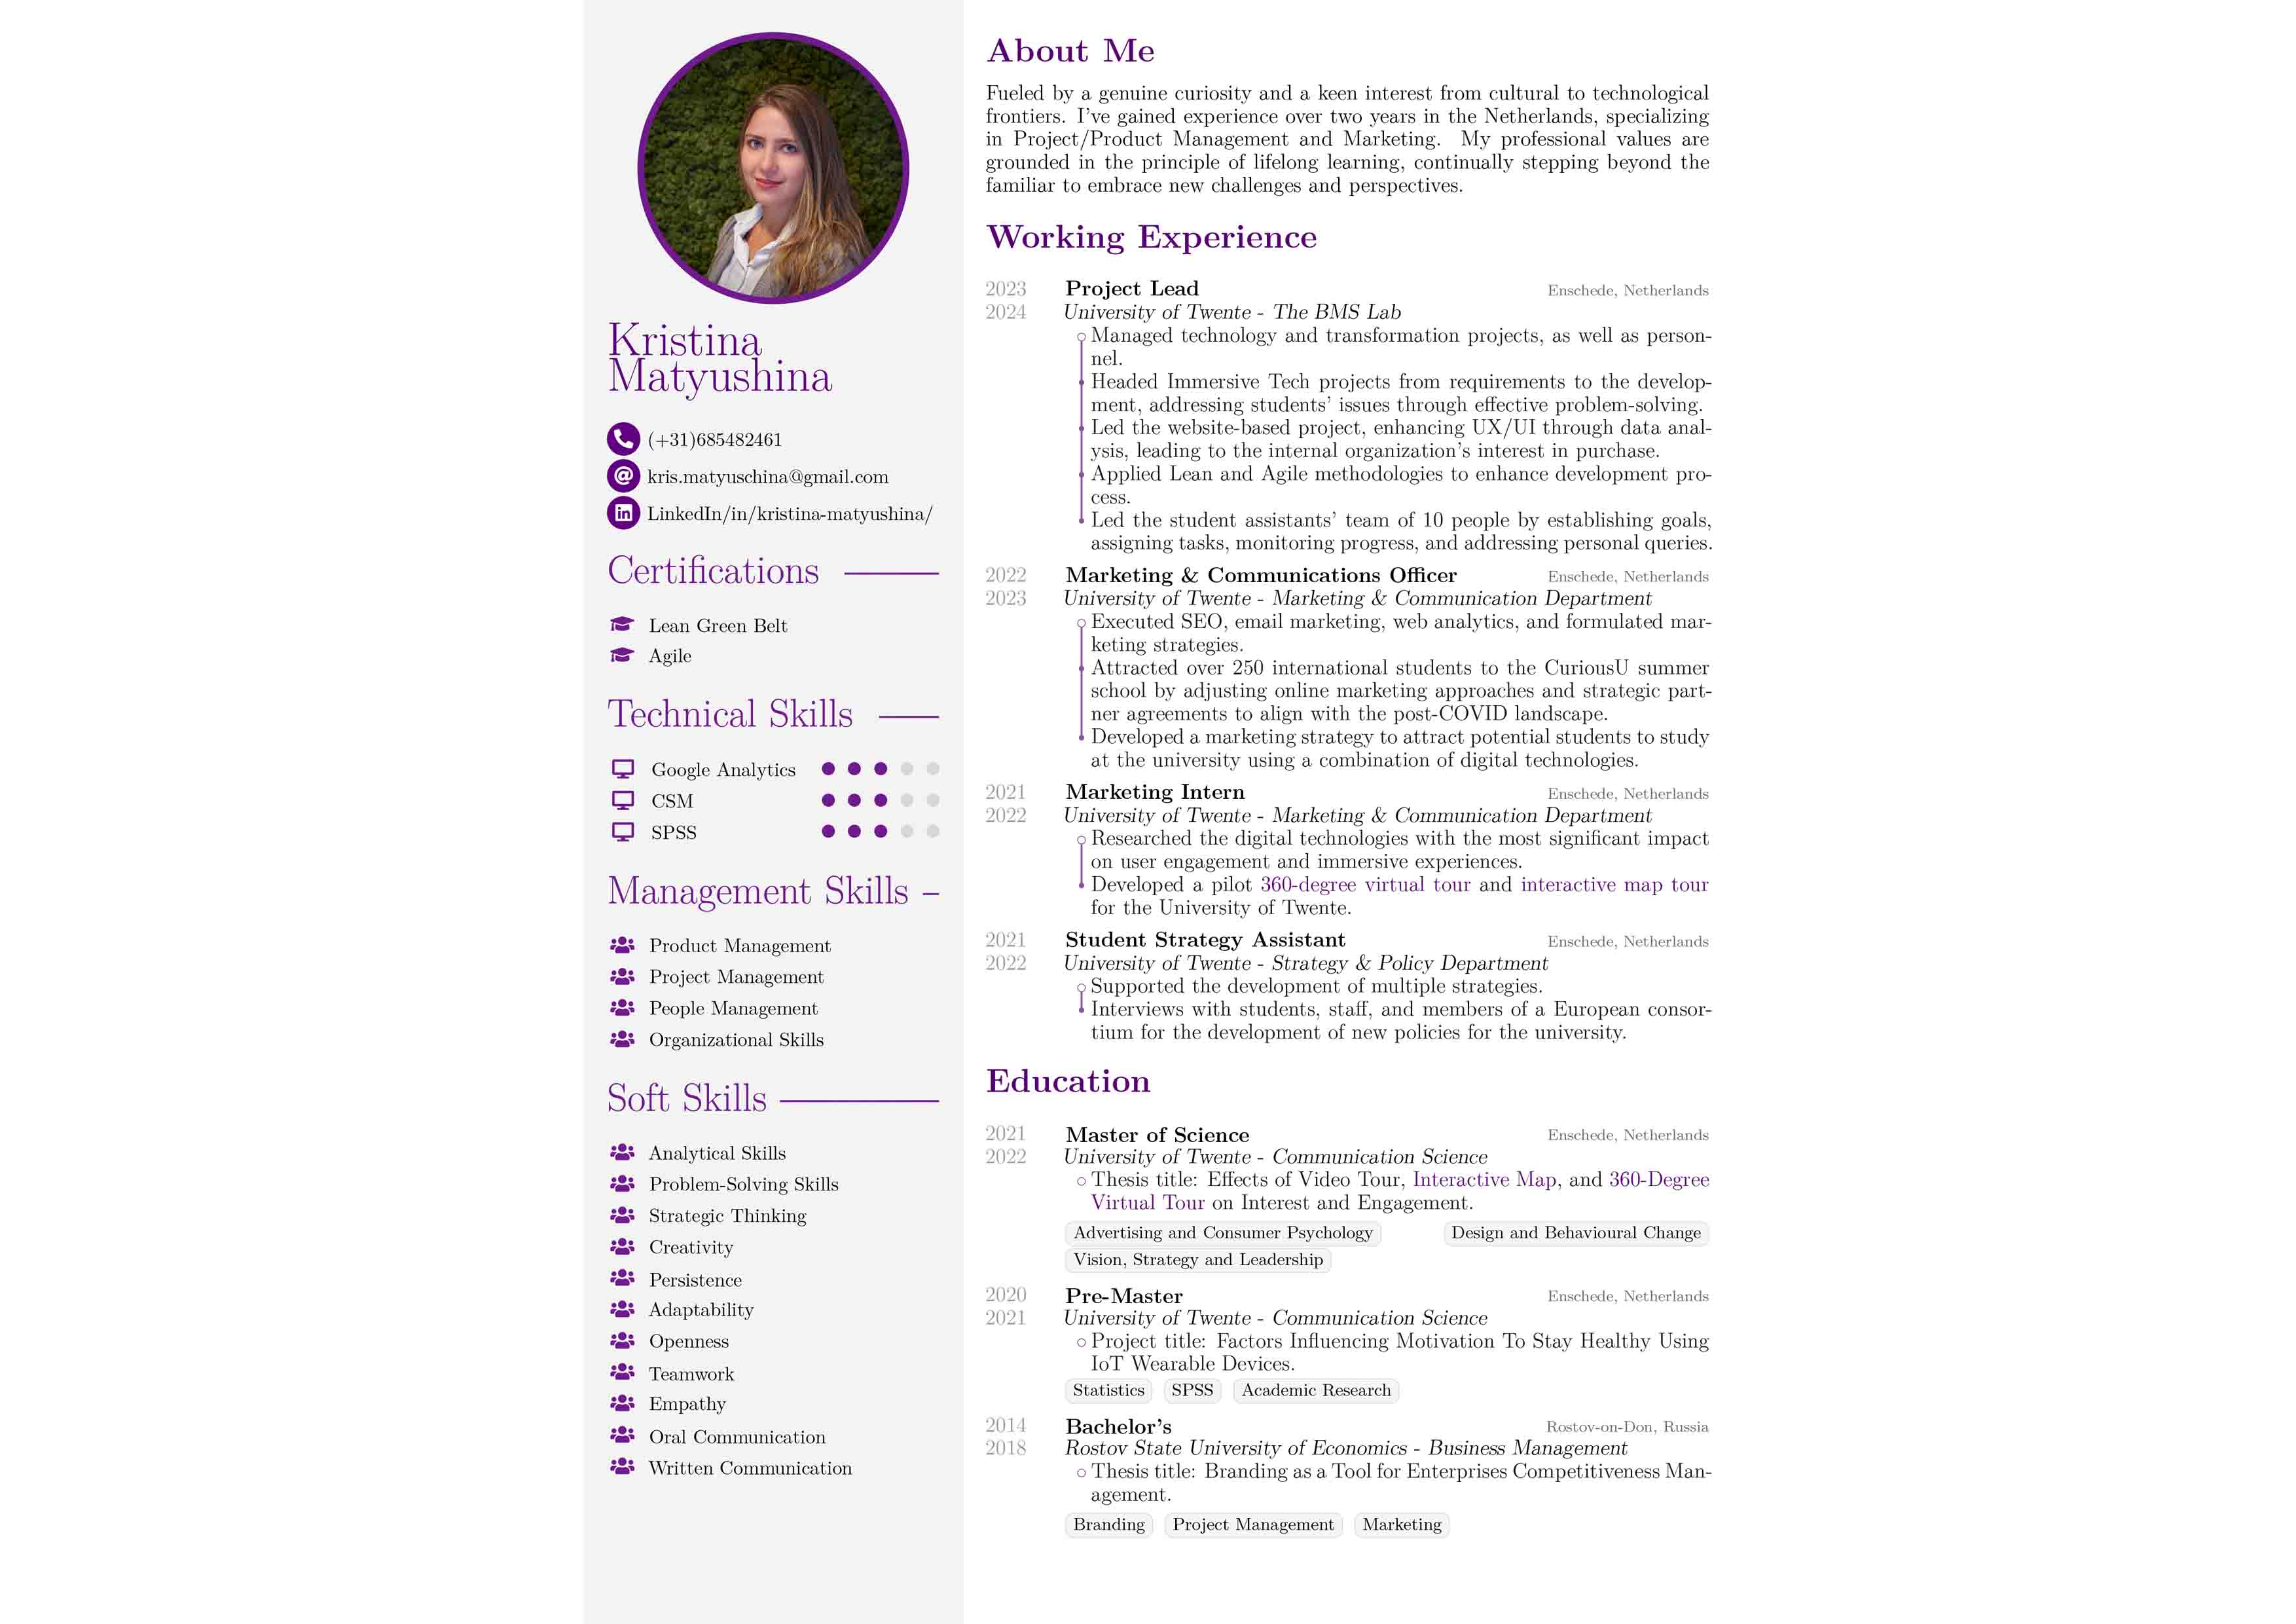 Kristina
Matyushina
(+31)685482461
kris.matyuschina@gmail.com
LinkedIn/in/kristina-matyushina/
Certifications
Lean Green Belt
Agile
Technical Skills
Google Analytics
CSM
SPSS
Management Skills
Product Management
Project Management
People Management
Organizational Skills
Soft Skills
Analytical Skills
Problem-Solving Skills
Strategic Thinking
Creativity
Persistence
Adaptability
Openness
Teamwork
Empathy
Oral Communication
Written Communication
About Me
Fueled by a genuine curiosity and a keen interest from cultural to technological
frontiers. I've gained experience over two years in the Netherlands, specializing
in Project/Product Management and Marketing. My professional values are
grounded in the principle of lifelong learning, continually stepping beyond the
familiar to embrace new challenges and perspectives.
Working Experience
2023 Project Lead Enschede, Netherlands
2024 University of Twente - The BMS Lab
Managed technology and transformation projects, as well as person-
nel.
Headed Immersive Tech projects from requirements to the develop-
ment, addressing students' issues through effective problem-solving.
Led the website-based project, enhancing UX/UI through data anal-
ysis, leading to the internal organization's interest in purchase.
Applied Lean and Agile methodologies to enhance development pro-
cess.
Led the student assistants' team of 10 people by establishing goals,
assigning tasks, monitoring progress, and addressing personal queries.
2022 Marketing & Communications Officer Enschede, Netherlands
2023 University of Twente - Marketing & Communication Department
Executed SEO, email marketing, web analytics, and formulated mar-
keting strategies.
Attracted over 250 international students to the CuriousU summer
school by adjusting online marketing approaches and strategic part-
ner agreements to align with the post-COVID landscape.
Developed a marketing strategy to attract potential students to study
at the university using a combination of digital technologies.
2021 Marketing Intern Enschede, Netherlands
2022 University of Twente - Marketing & Communication Department
Researched the digital technologies with the most significant impact
on user engagement and immersive experiences.
Developed a pilot 360-degree virtual tour and interactive map tour
for the University of Twente.
2021 Student Strategy Assistant Enschede, Netherlands
2022 University of Twente - Strategy & Policy Department
Supported the development of multiple strategies.
Interviews with students, staff, and members of a European consor-
tium for the development of new policies for the university.
Education
2021 Master of Science Enschede, Netherlands
2022 University of Twente - Communication Science
Thesis title: Effects of Video Tour, Interactive Map, and 360-Degree
Virtual Tour on Interest and Engagement.
Advertising and Consumer Psychology Design and Behavioural Change
Vision, Strategy and Leadership
2020 Pre-Master Enschede, Netherlands
2021 University of Twente - Communication Science
Project title: Factors Influencing Motivation To Stay Healthy Using
IoT Wearable Devices.
Statistics SPSS Academic Research
2014 Bachelor's Rostov-on-Don, Russia
2018 Rostov State University of Economics - Business Management
Thesis title: Branding as a Tool for Enterprises Competitiveness Man-
agement.
Branding Project Management Marketing